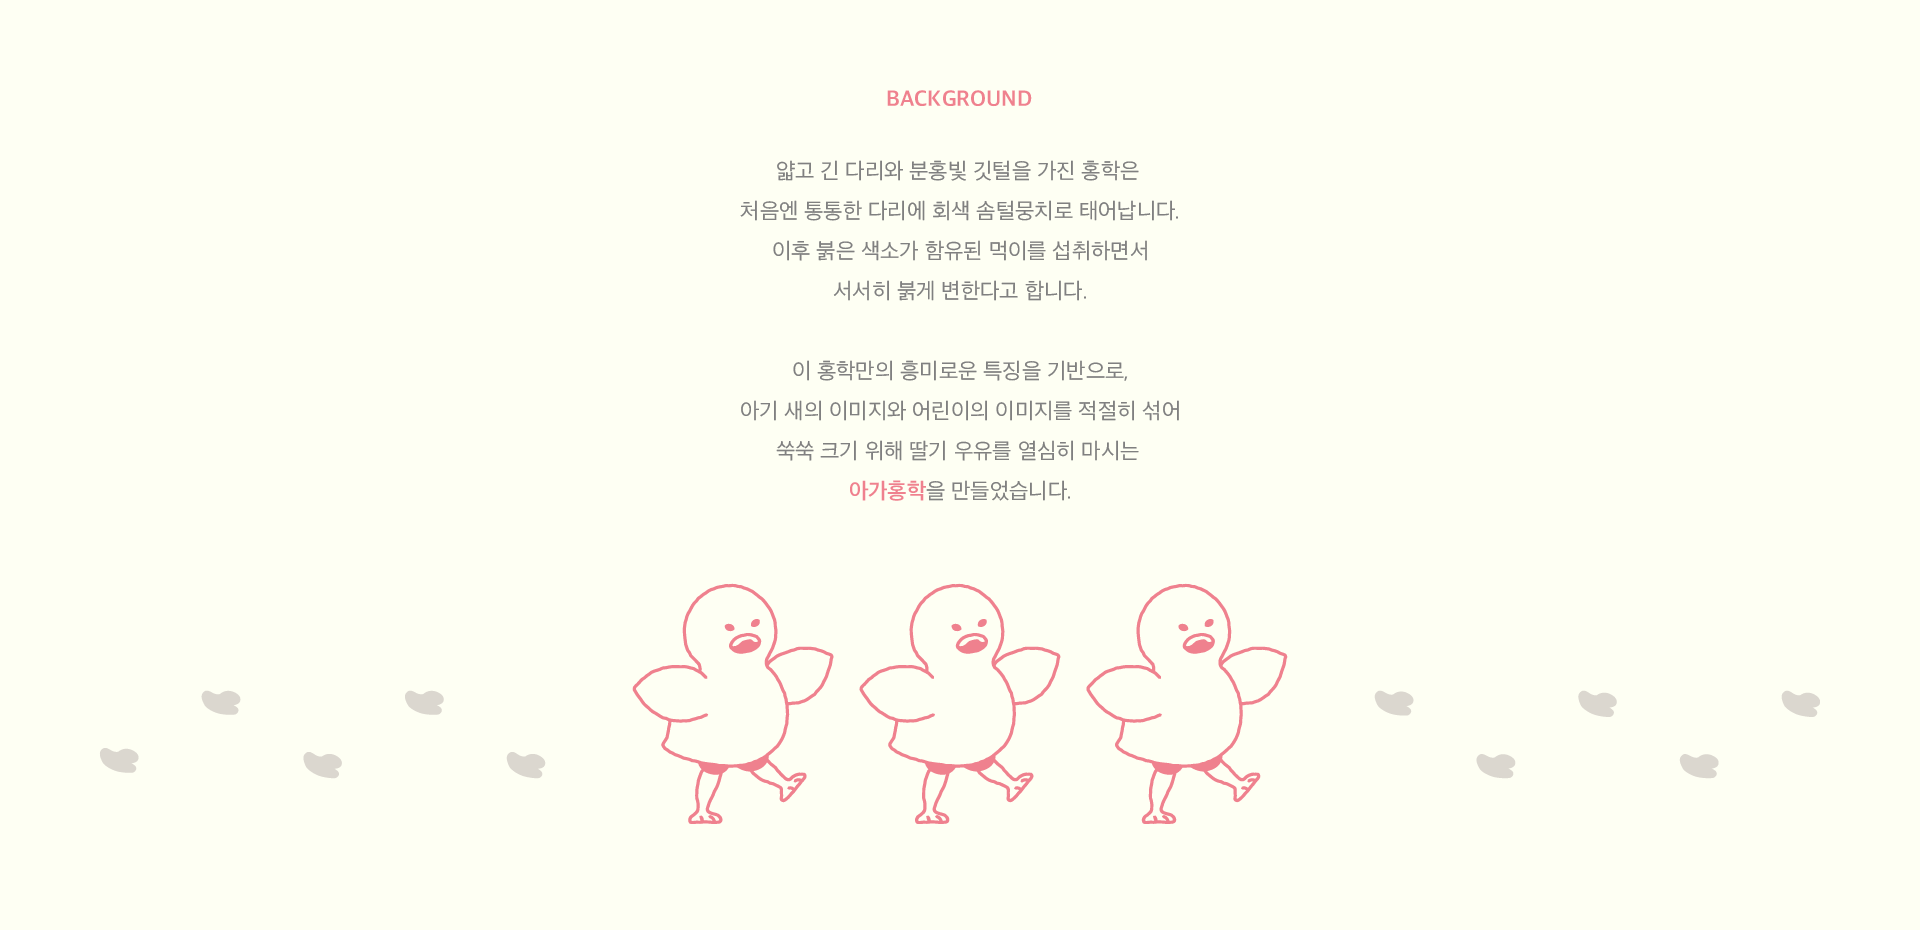 BACKGROUND
얇고 긴 다리와 분홍빛 깃털을 가진 홍학은
처음엔 통통한 다리에 회색 솜털뭉치로 태어납니다.
이후 붉은 색소가 함유된 먹이를 섭취하면서
서서히 붉게 변한다고 합니다.
이 홍학만의 흥미로운 특징을 기반으로,
아기 새의 이미지와 어린이의 이미지를 적절히 섞어
쑥쑥 크기 위해 딸기 우유를 열심히 마시는
아가홍학을 만들었습니다.